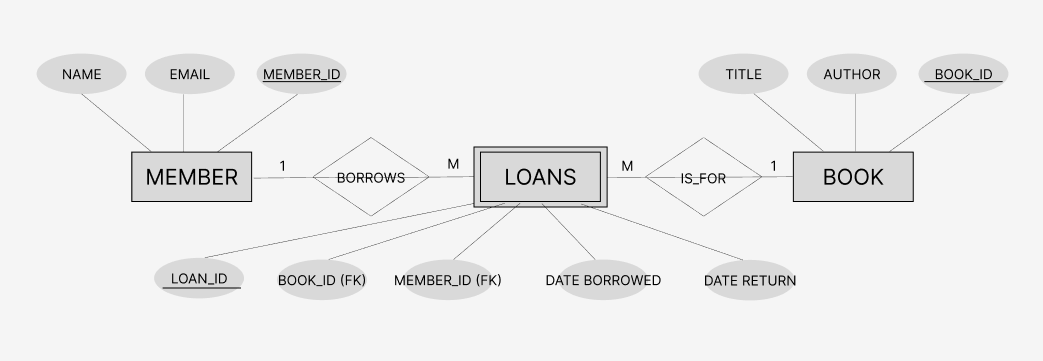 NAME
EMAIL
MEMBER_ID
TITLE
AUTHOR
BOOK_ID
MEMBER
1
BORROWS
M
LOANS
M
IS_FOR
1
BOOK
LOAN_ID
BOOK_ID (FK)
MEMBER_ID (FK)
DATE BORROWED
DATE RETURN